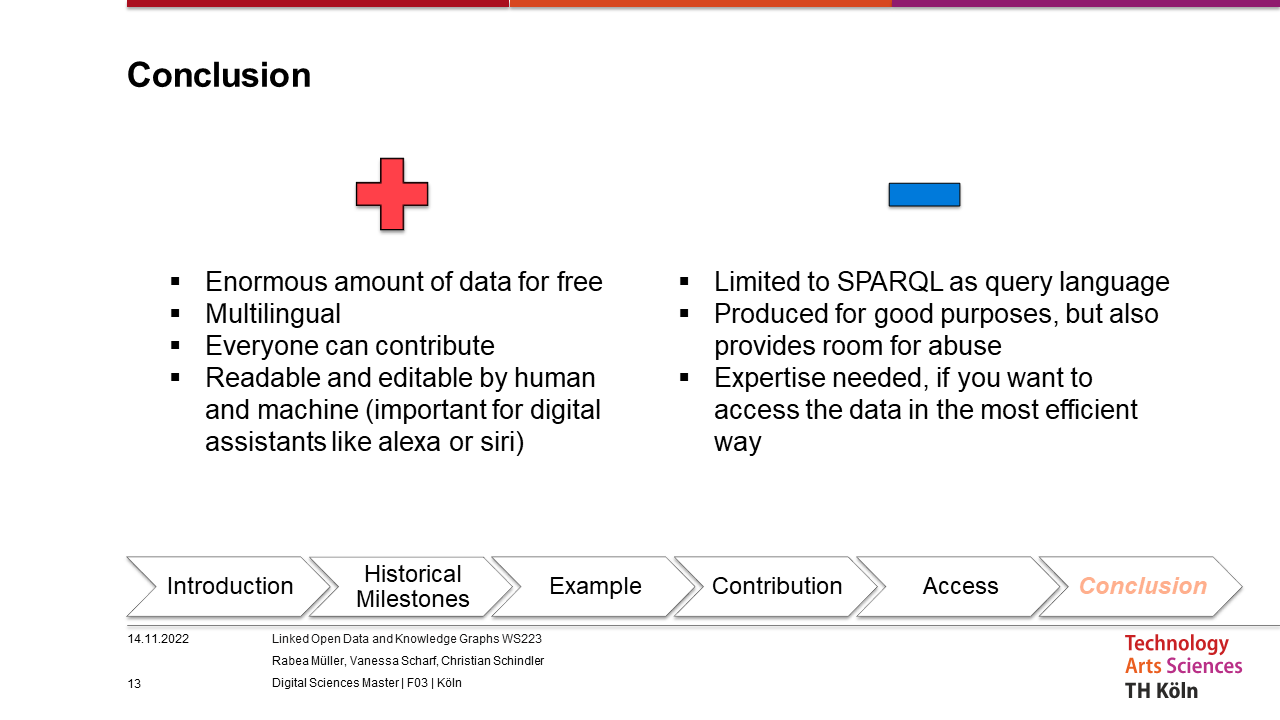 Conclusion
▪ Enormous amount of data for free
▪ Multilingual
▪ Everyone can contribute
▪ Readable and editable by human
and machine (important for digital
assistants like alexa or siri)
▪ Limited to SPARQL as query language
▪ Produced for good purposes, but also
provides room for abuse
▪ Expertise needed, if you want to
access the data in the most efficient
way
Introduction
Historical
Milestones
Example
Contribution
Access
Conclusion
14.11.2022
Linked Open Data and Knowledge Graphs WS223
Rabea Müller, Vanessa Scharf, Christian Schindler
13
Digital Sciences Master | F03 | Köln
Technology
Arts Sciences
TH Köln